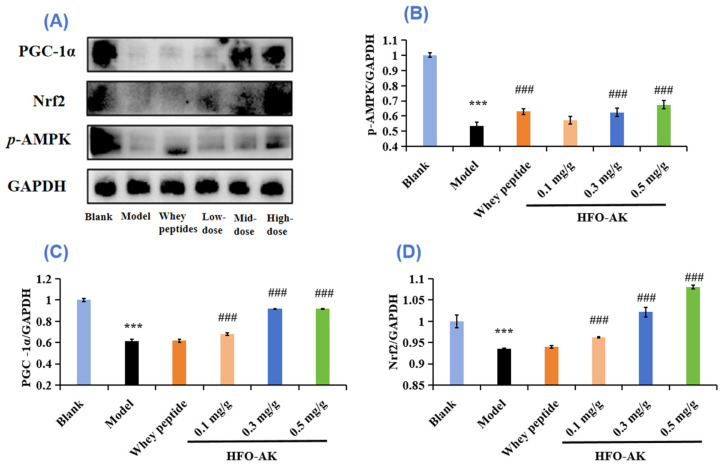 (A)
PGC-1α
Nrf2
p-AMPK
GAPDH
Blank Model Whey peptides Low-dose Mid-dose High-dose
(B)
p-AMPK/GAPDH
1.1
1
0.9
0.8
0.7
0.6
0.5
0.4
***
###
###
###
Blank
Model
Whey peptide
0.1 mg/g
0.3 mg/g
0.5 mg/g
HFO-AK
(C)
PGC -1α/GAPDH
1.2
1
0.8
0.6
0.4
0.2
***
###
###
###
Blank
Model
Whey peptide
0.1 mg/g
0.3 mg/g
0.5 mg/g
HFO-AK
(D)
Nrf2/GAPDH
1.1
1.05
1
0.95
0.9
0.85
***
###
###
###
Blank
Model
Whey peptide
0.1 mg/g
0.3 mg/g
0.5 mg/g
HFO-AK